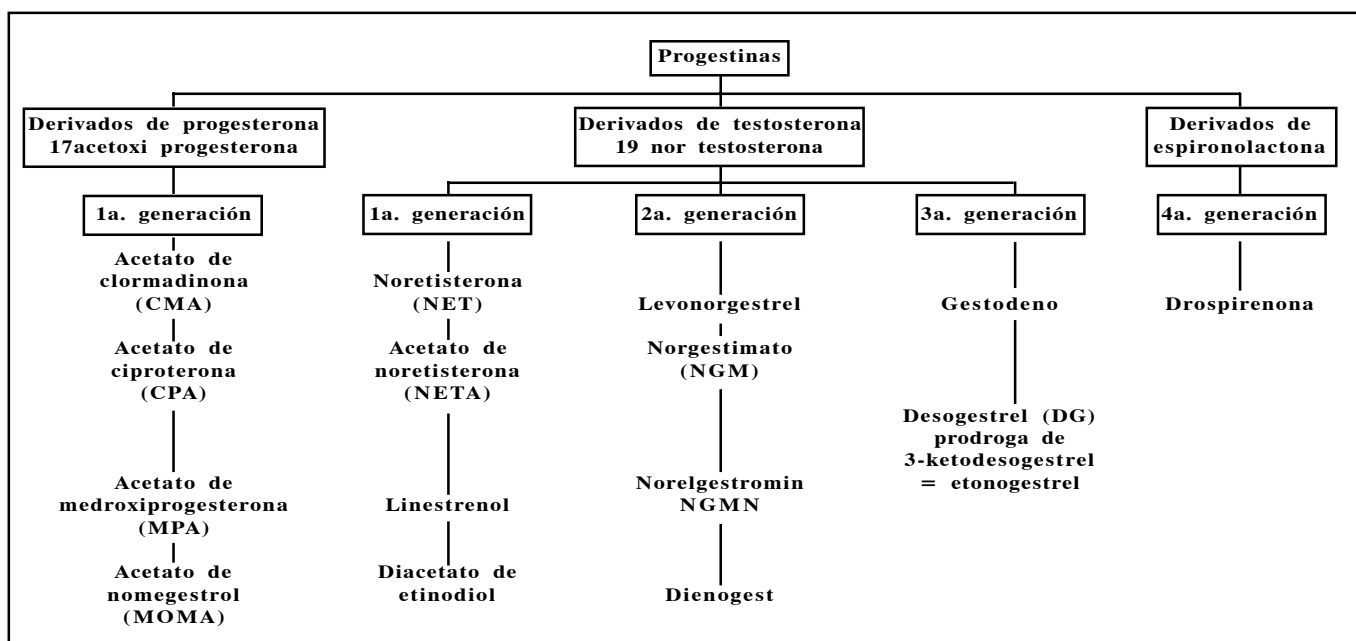 Progestinas
Derivados de progesterona
17acetoxi progesterona
Derivados de testosterona
19 nor testosterona
Derivados de
espironolactona
1a. generación
1a. generación
2a. generación
3a. generación
4a. generación
Acetato de
clormadinona
(CMA)
Acetato de
ciproterona
(CPA)
Acetato de
medroxiprogesterona
(MPA)
Acetato de
nomegestrol
(MOMA)
Noretisterona
(NET)
Acetato de
noretisterona
(NETA)
Linestrenol
Diacetato de
etinodiol
Levonorgestrel
Norgestimato
(NGM)
Norelgestromin
NGMN
Dienogest
Gestodeno
Desogestrel (DG)
prodroga de
3-ketodesogestrel
= etonogestrel
Drospirenona